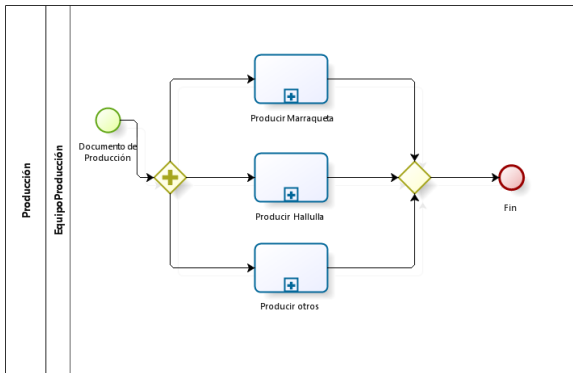 Producción
EquipoProducción
Documento de
Producción
Producir Marraqueta
Producir Hallulla
Producir otros
Fin